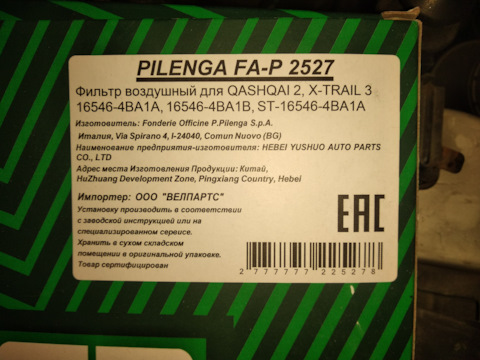 PILENGA FA-P 2527
Фильтр воздушный для QASHQAI 2, X-TRAIL 3
16546-4BA1A, 16546-4BA1B, ST-16546-4BA1A
Изготовитель: Fonderie Officine P.Pilenga S.p.A.
Италия, Via Spirano 4, I-24040, Comun Nuovo (BG)
Наименование предприятия-изготовителя: HEBEI YUSHUO AUTO PARTS
CO., LTD
Адрес места Изготовления Продукции: Китай,
HuZhuang Development Zone, Pingxiang Country, Hebei
Импортер: ООО "ВЕЛПАРТС"
Установку производить в соответствии
с заводской инструкцией или на
специализированном сервисе.
Хранить в сухом складском
помещении в оригинальной упаковке.
Товар сертифицирован
EAC
2 777777 225278